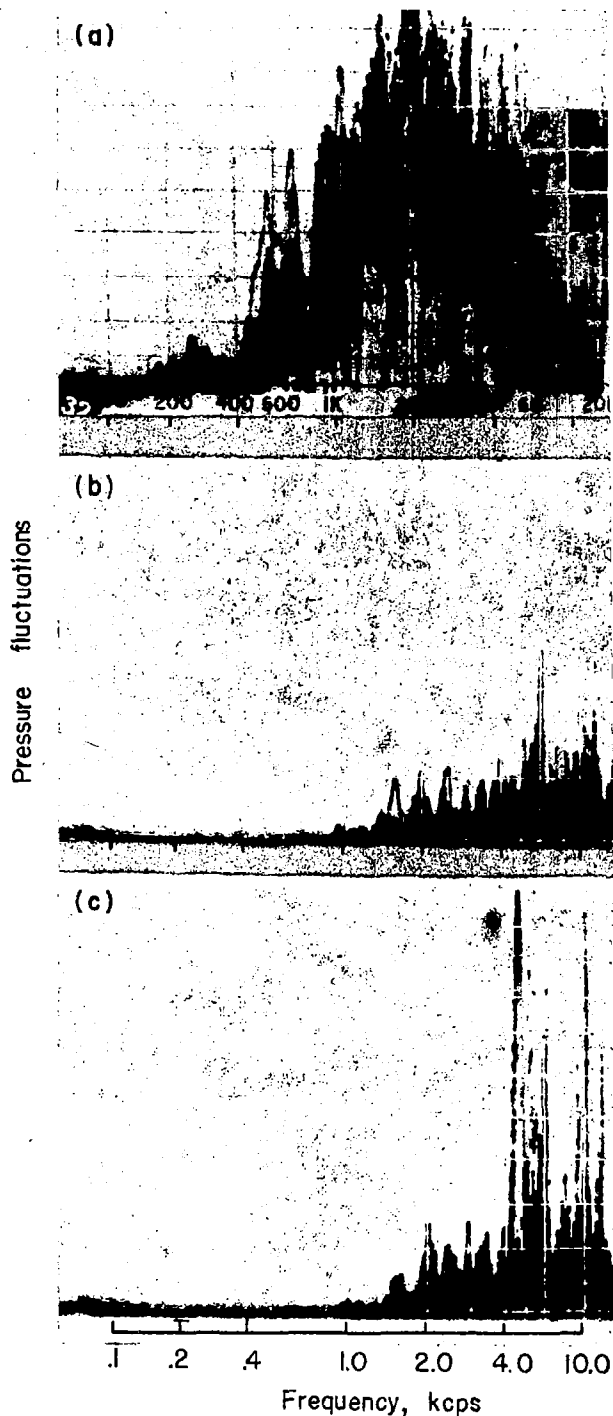 (a)
200 400 600 1K
(b)
Pressure fluctuations
(c)
.1 .2 .4 1.0 2.0 4.0 10.0
Frequency, kcps